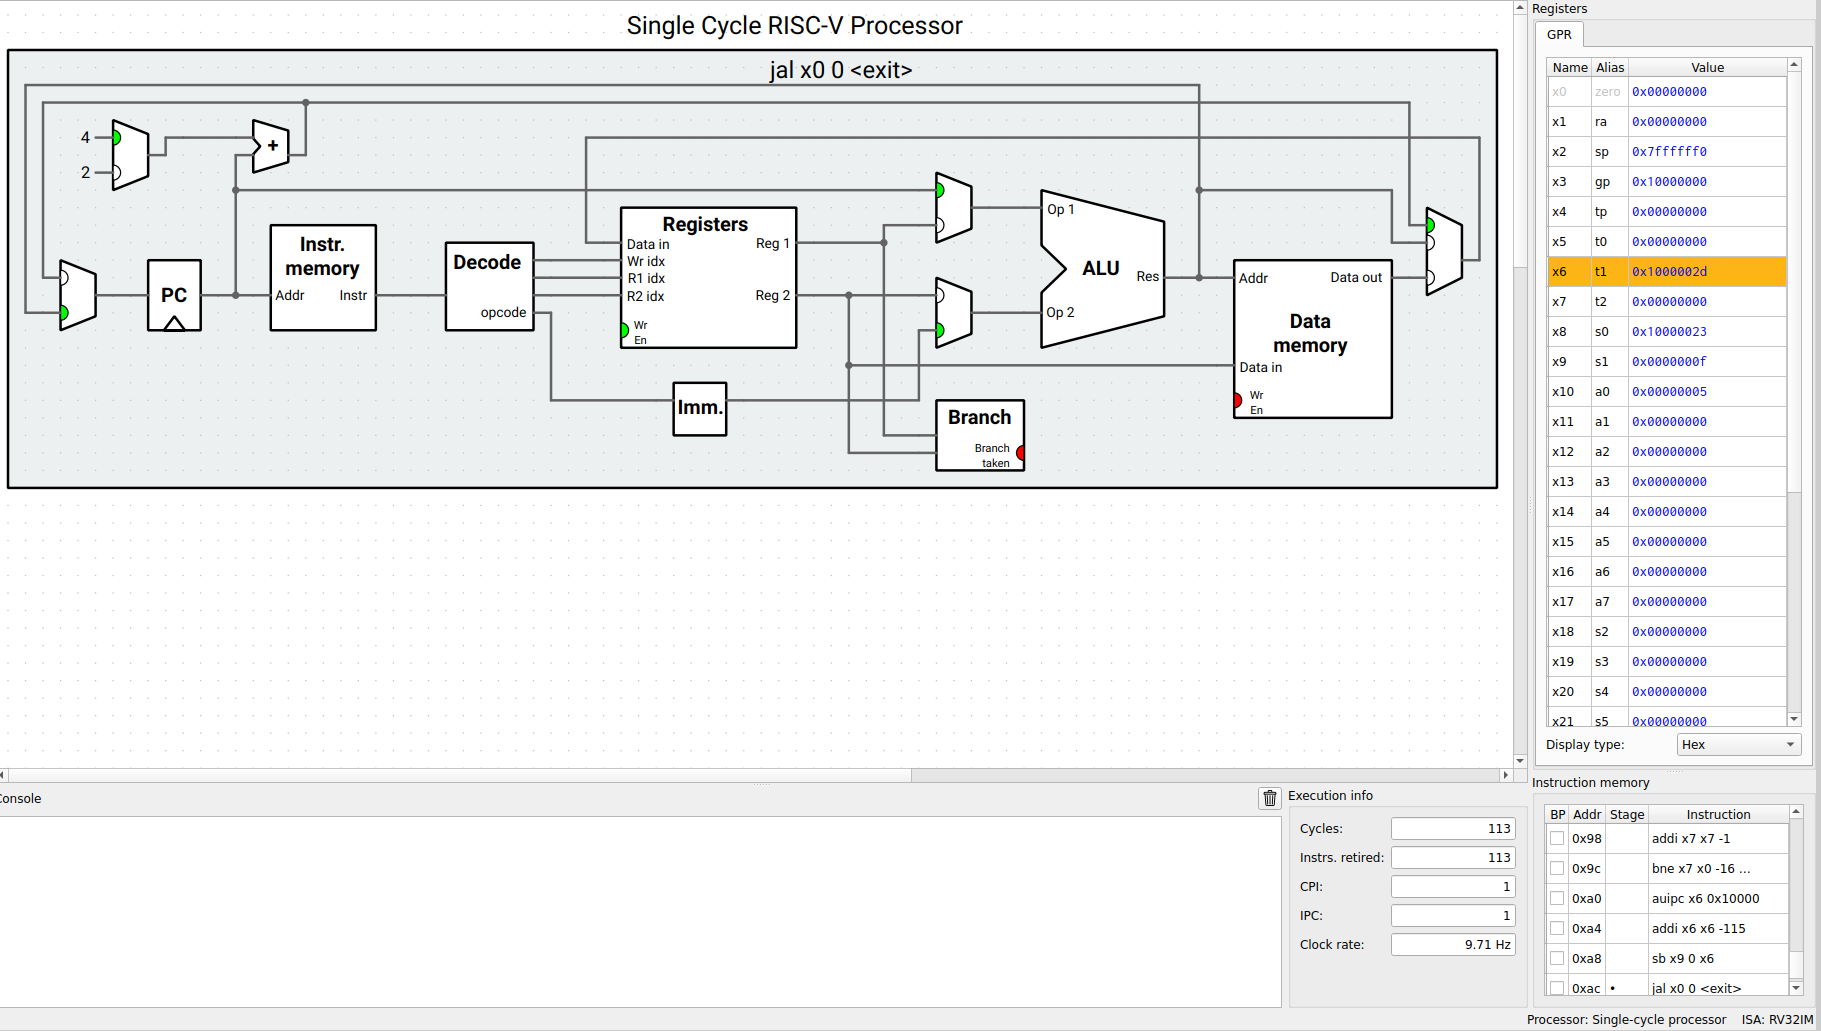 Single Cycle RISC-V Processor
jal x0 0 <exit>
4
2
+
PC
Instr.
memory
Addr
Instr
Decode
opcode
Registers
Data in
Wr idx
R1 idx
R2 idx
Wr
En
Reg 1
Reg 2
Imm.
Op 1
Op 2
ALU
Res
Branch
Branch
taken
Addr
Data out
Data
memory
Data in
Wr
En
Registers
GPR
Name Alias Value
x0 zero 0x00000000
x1 ra 0x00000000
x2 sp 0x7ffffff0
x3 gp 0x10000000
x4 tp 0x00000000
x5 t0 0x00000000
x6 t1 0x1000002d
x7 t2 0x00000000
x8 s0 0x10000023
x9 s1 0x0000000f
x10 a0 0x00000005
x11 a1 0x00000000
x12 a2 0x00000000
x13 a3 0x00000000
x14 a4 0x00000000
x15 a5 0x00000000
x16 a6 0x00000000
x17 a7 0x00000000
x18 s2 0x00000000
x19 s3 0x00000000
x20 s4 0x00000000
x21 s5 0x00000000
Display type: Hex
Console
Execution info
Cycles: 113
Instrs. retired: 113
CPI: 1
IPC: 1
Clock rate: 9.71 Hz
Instruction memory
BP Addr Stage Instruction
0x98 addi x7 x7 -1
0x9c bne x7 x0 -16 ...
0xa0 auipc x6 0x10000
0xa4 addi x6 x6 -115
0xa8 sb x9 0 x6
0xac • jal x0 0 <exit>
Processor: Single-cycle processor ISA: RV32IM